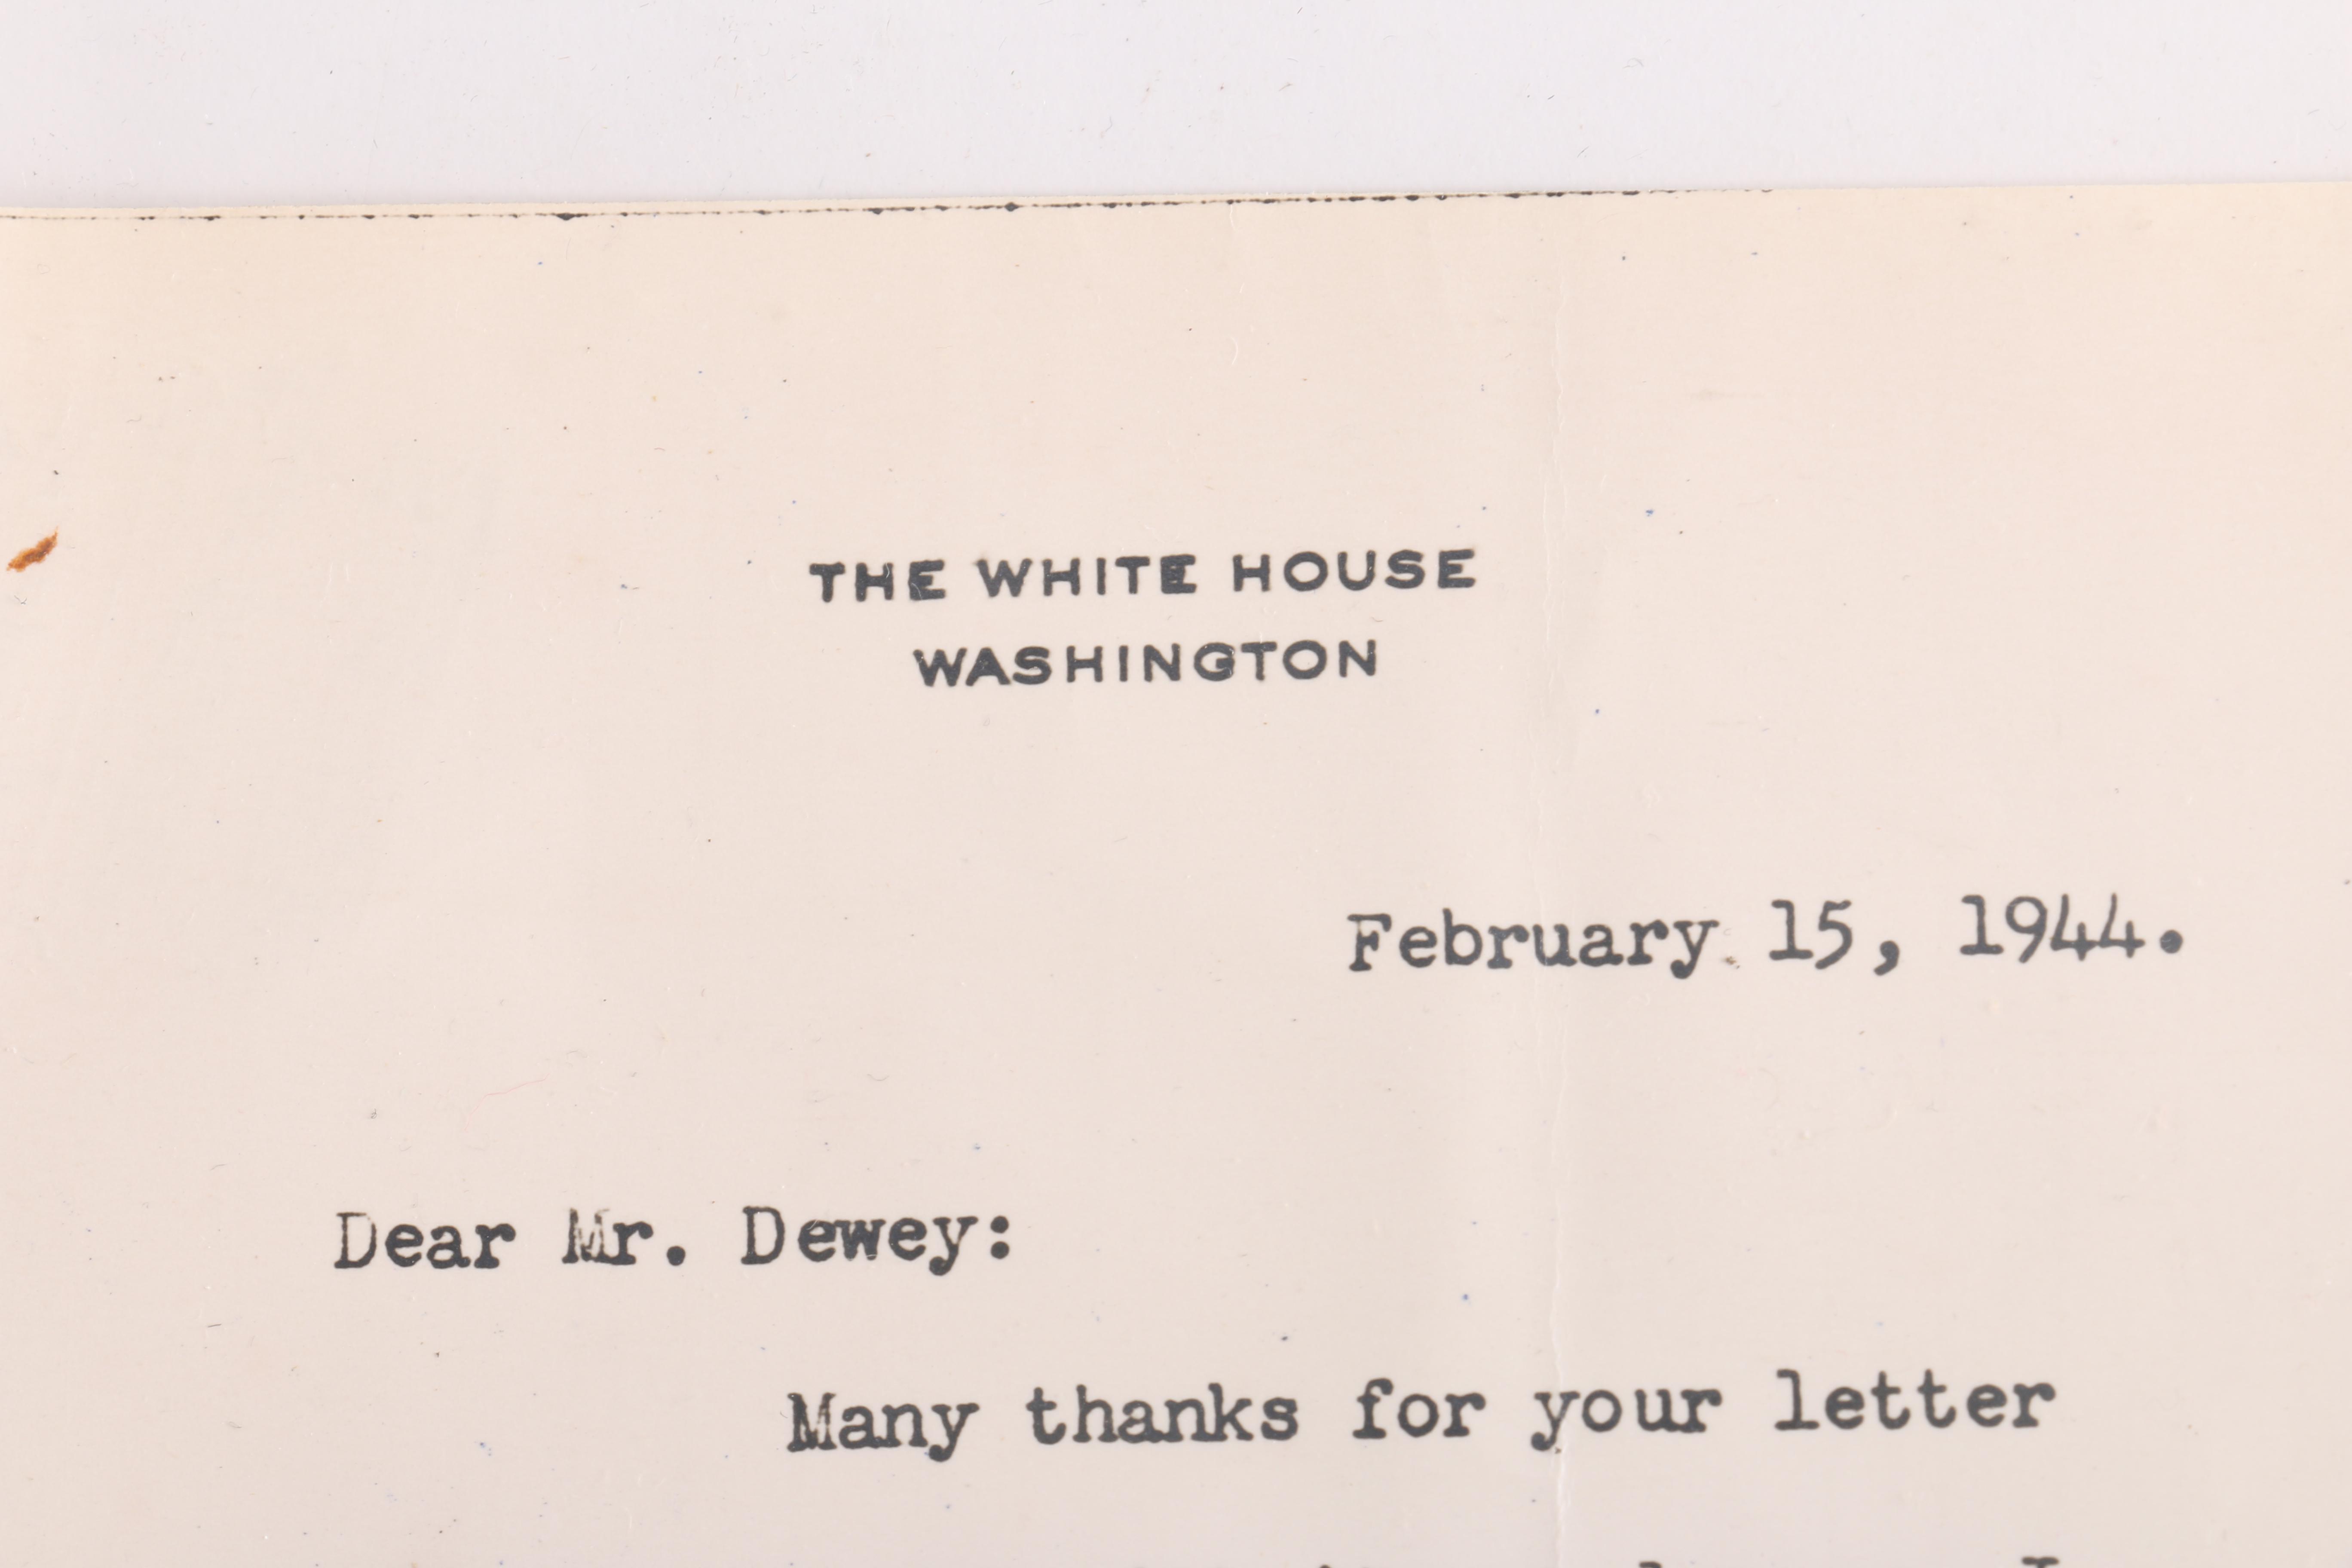 THE WHITE HOUSE
WASHINGTON
February 15, 1944.
Dear Mr. Dewey:
Many thanks for your letter